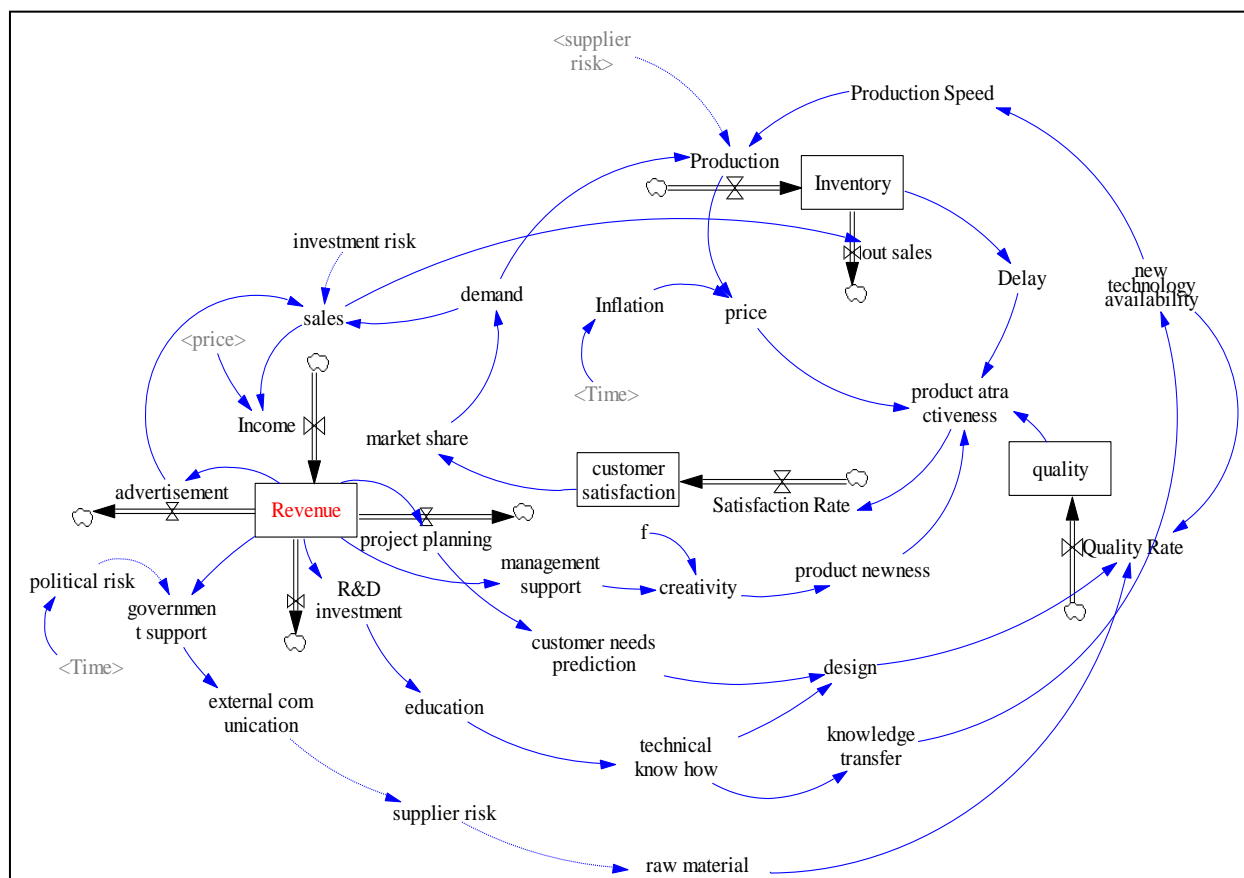 <supplier
risk>
Production Speed
Production
Inventory
investment risk
out sales
new
technology
availability
Delay
demand
Inflation
price
sales
<price>
<Time>
product atra
ctiveness
Income
market share
customer
satisfaction
quality
advertisement
Revenue
Satisfaction Rate
project planning
f
Quality Rate
management
support
creativity
product newness
political risk
R&D
investment
governmen
t support
customer needs
prediction
<Time>
design
external com
unication
education
technical
know how
knowledge
transfer
supplier risk
raw material